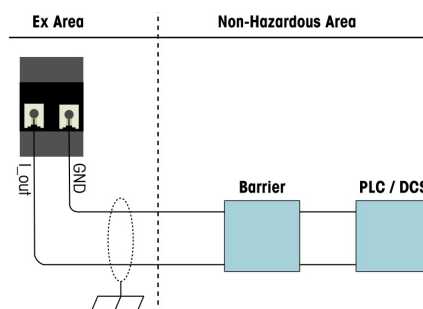 Ex Area
Non-Hazardous Area
I_out
GND
Barrier
PLC / DCS